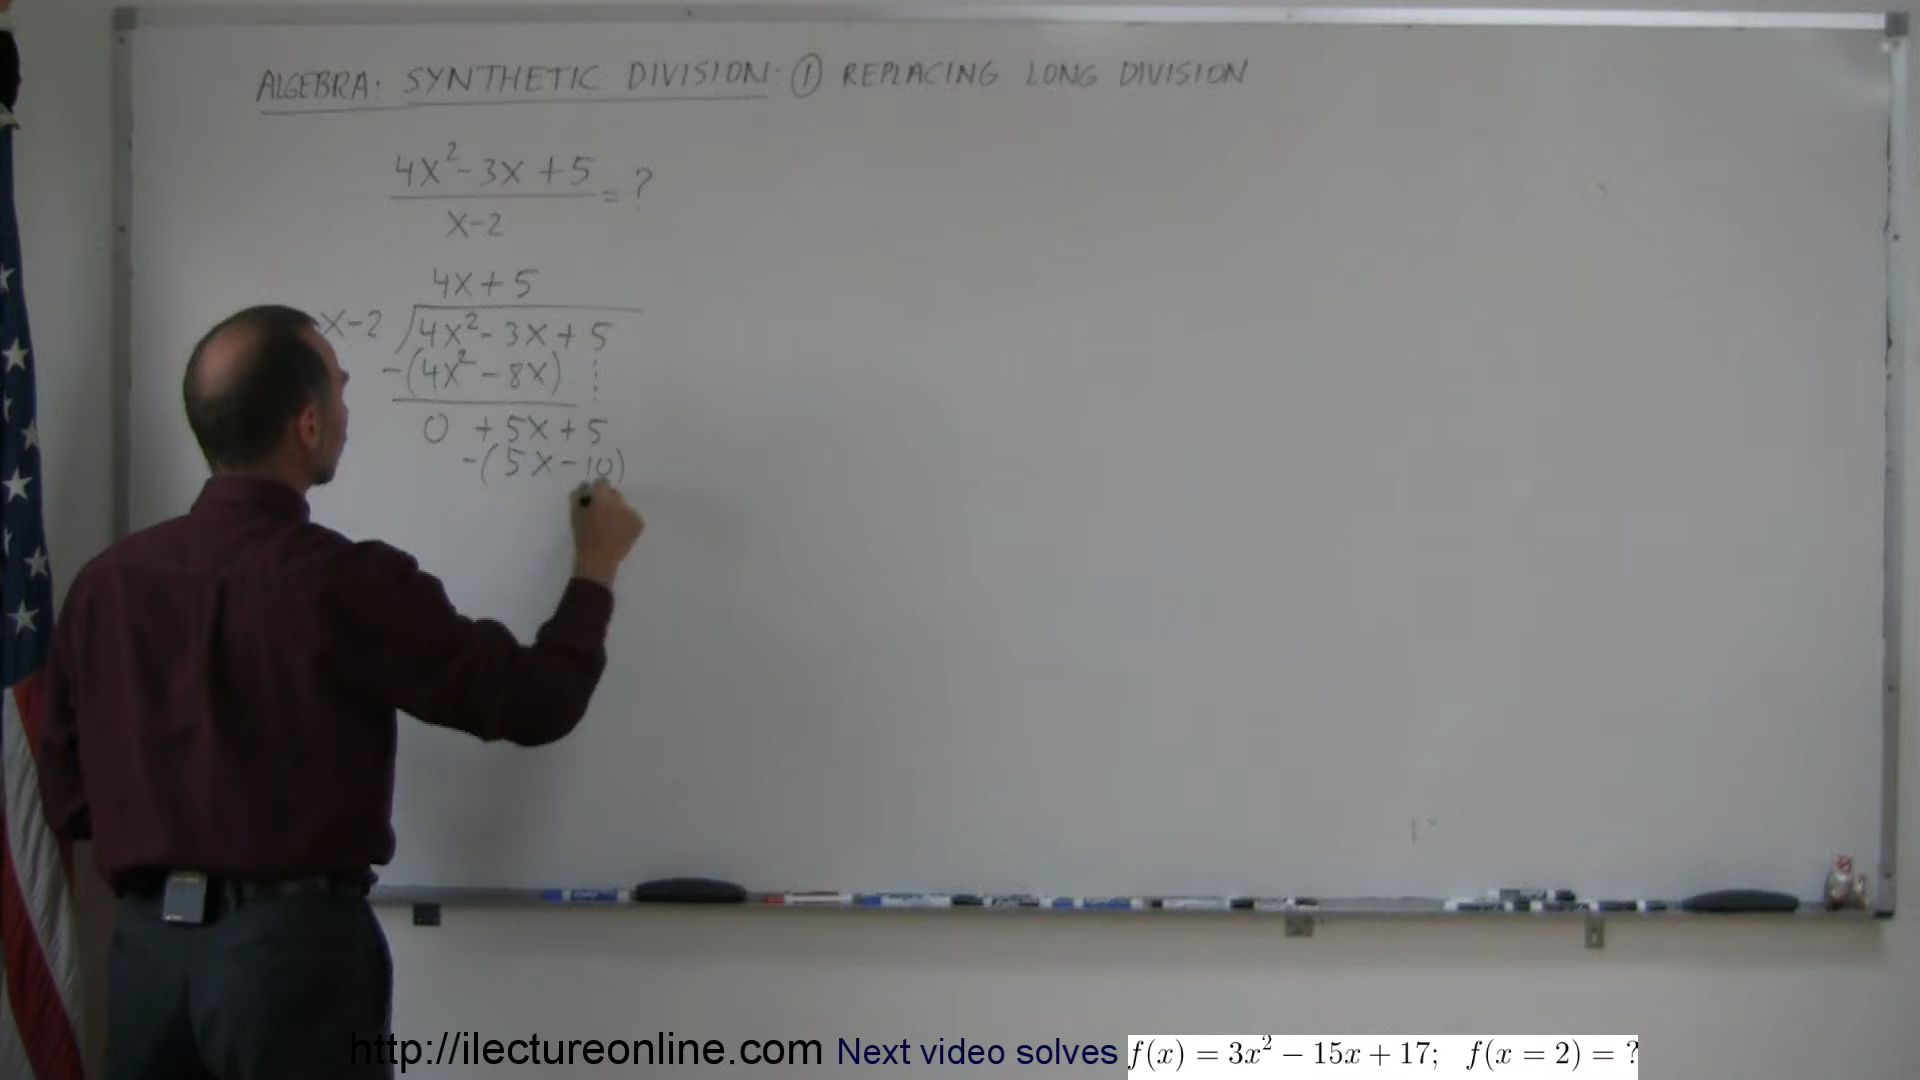 ALGEBRA: SYNTHETIC DIVISION: ① REPLACING LONG DIVISION
4x² - 3x + 5
= ?
x - 2
4x + 5
x - 2 4x² - 3x + 5
-(4x² - 8x)
0 + 5x + 5
-(5x - 10)
http://ilectureonline.com Next video solves f(x) = 3x² − 15x + 17; f(x = 2) = ?